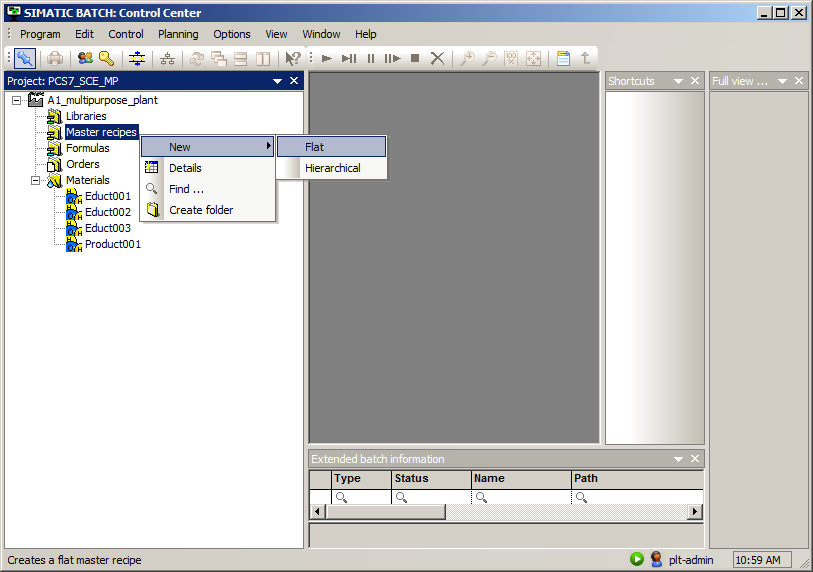 SIMATIC BATCH: Control Center
Program Edit Control Planning Options View Window Help
Project: PCS7_SCE_MP
Shortcuts
Full view ...
A1_multipurpose_plant
Libraries
Master recipes
Formulas
Orders
Materials
Educt001
Educt002
Educt003
Product001
New
Details
Find ...
Create folder
Flat
Hierarchical
Extended batch information
Type Status Name Path
Creates a flat master recipe
plt-admin
10:59 AM